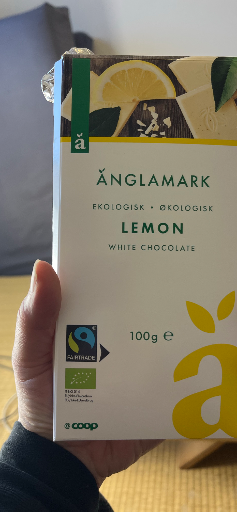 ă
ÄNGLAMARK
EKOLOGISK • ØKOLOGISK
LEMON
WHITE CHOCOLATE
100g ℮
FAIRTRADE
coop